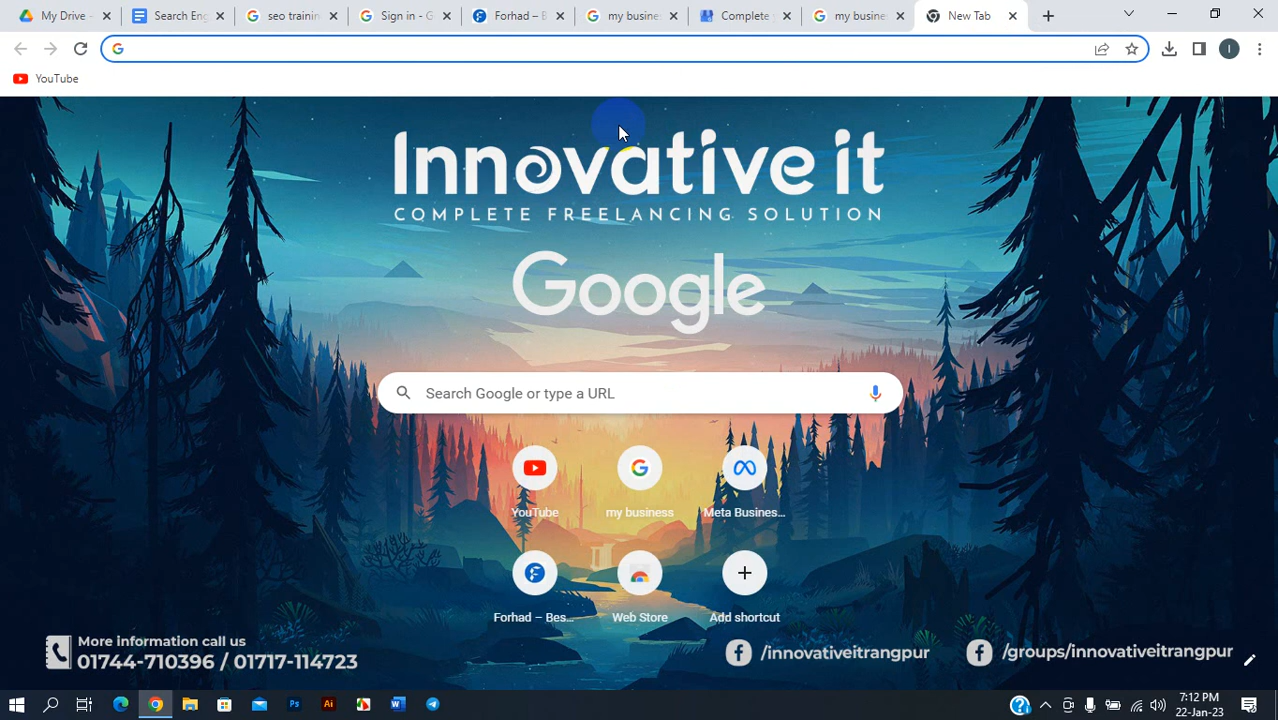 My Drive -
Search Eng
seo trainin
Sign in - G
Forhad – B
my busine
Complete y
my busine
New Tab
YouTube
Innovative it
COMPLETE FREELANCING SOLUTION
Google
Search Google or type a URL
YouTube
my business
Meta Busines...
Forhad – Bes...
Web Store
Add shortcut
More information call us
01744-710396 / 01717-114723
/innovativeitrangpur
/groups/innovativeitrangpur
7:12 PM
22-Jan-23